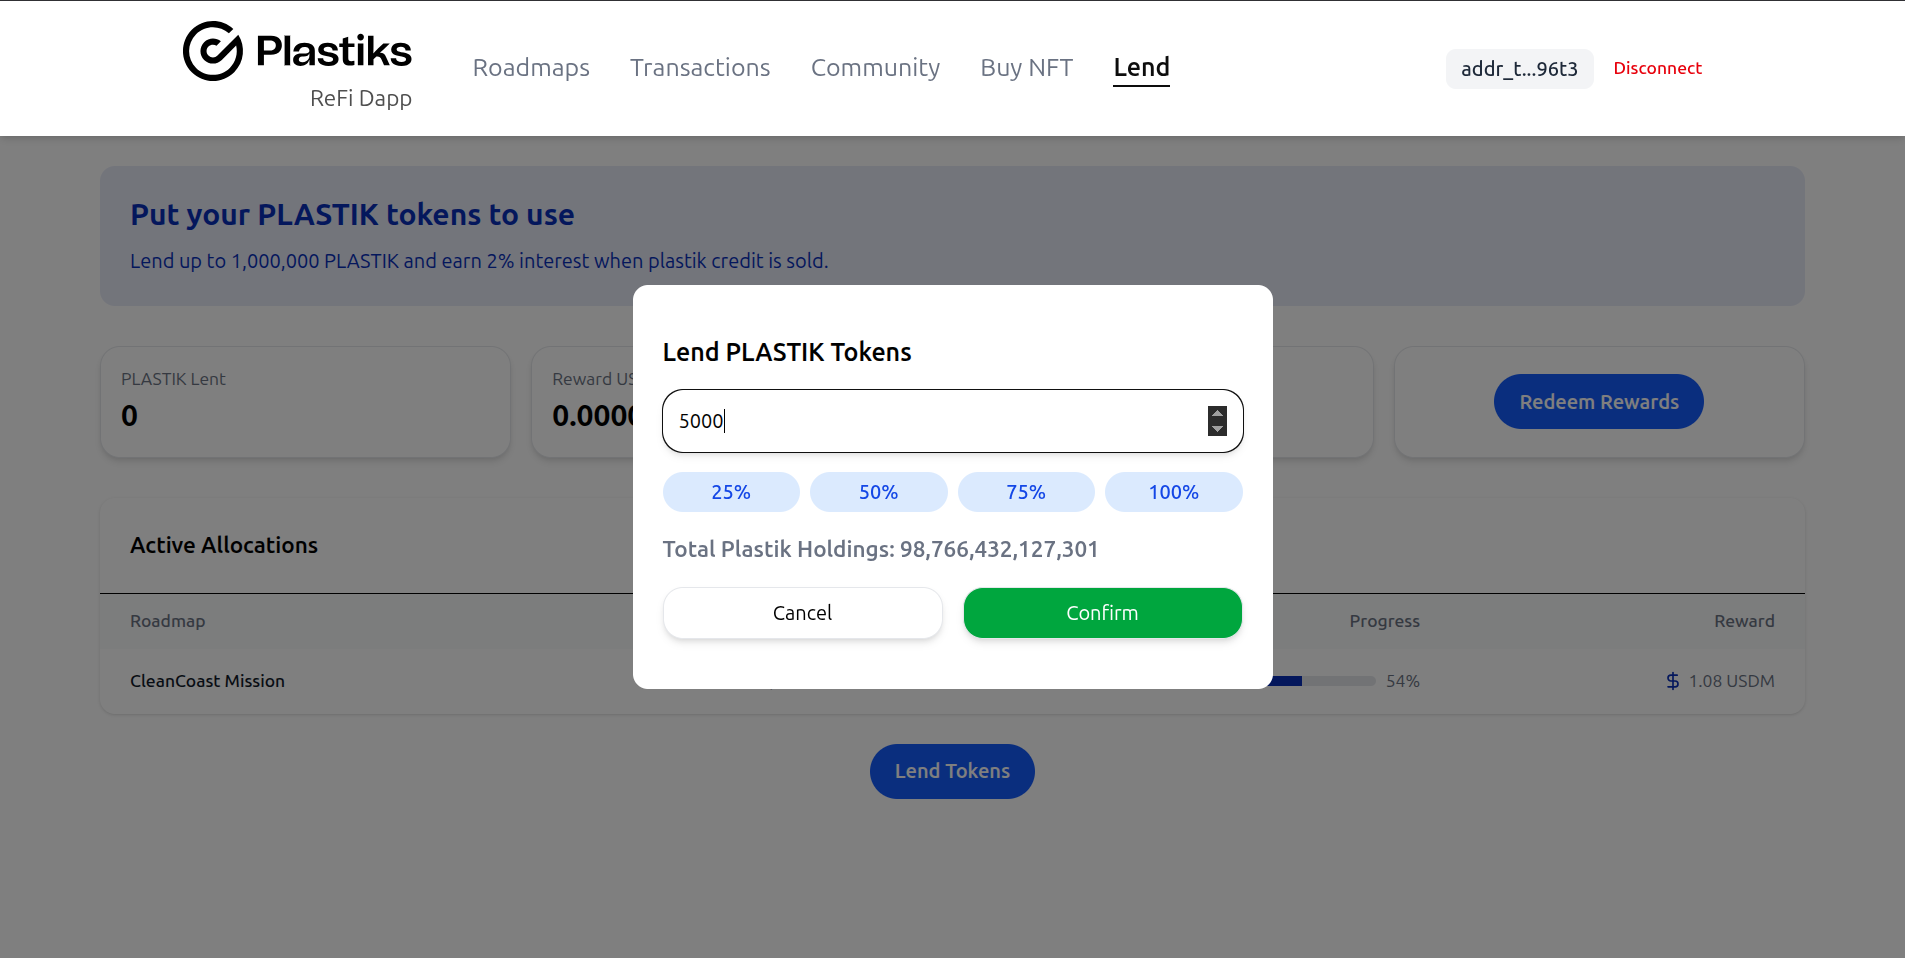 Plastiks
ReFi Dapp
Roadmaps Transactions Community Buy NFT Lend
addr_t...96t3 Disconnect
Put your PLASTIK tokens to use
Lend up to 1,000,000 PLASTIK and earn 2% interest when plastik credit is sold.
PLASTIK Lent
0
Reward
0.000
Redeem Rewards
Lend PLASTIK Tokens
5000
25% 50% 75% 100%
Total Plastik Holdings: 98,766,432,127,301
Cancel Confirm
Active Allocations
Roadmap Progress Reward
CleanCoast Mission 54% $ 1.08 USDM
Lend Tokens